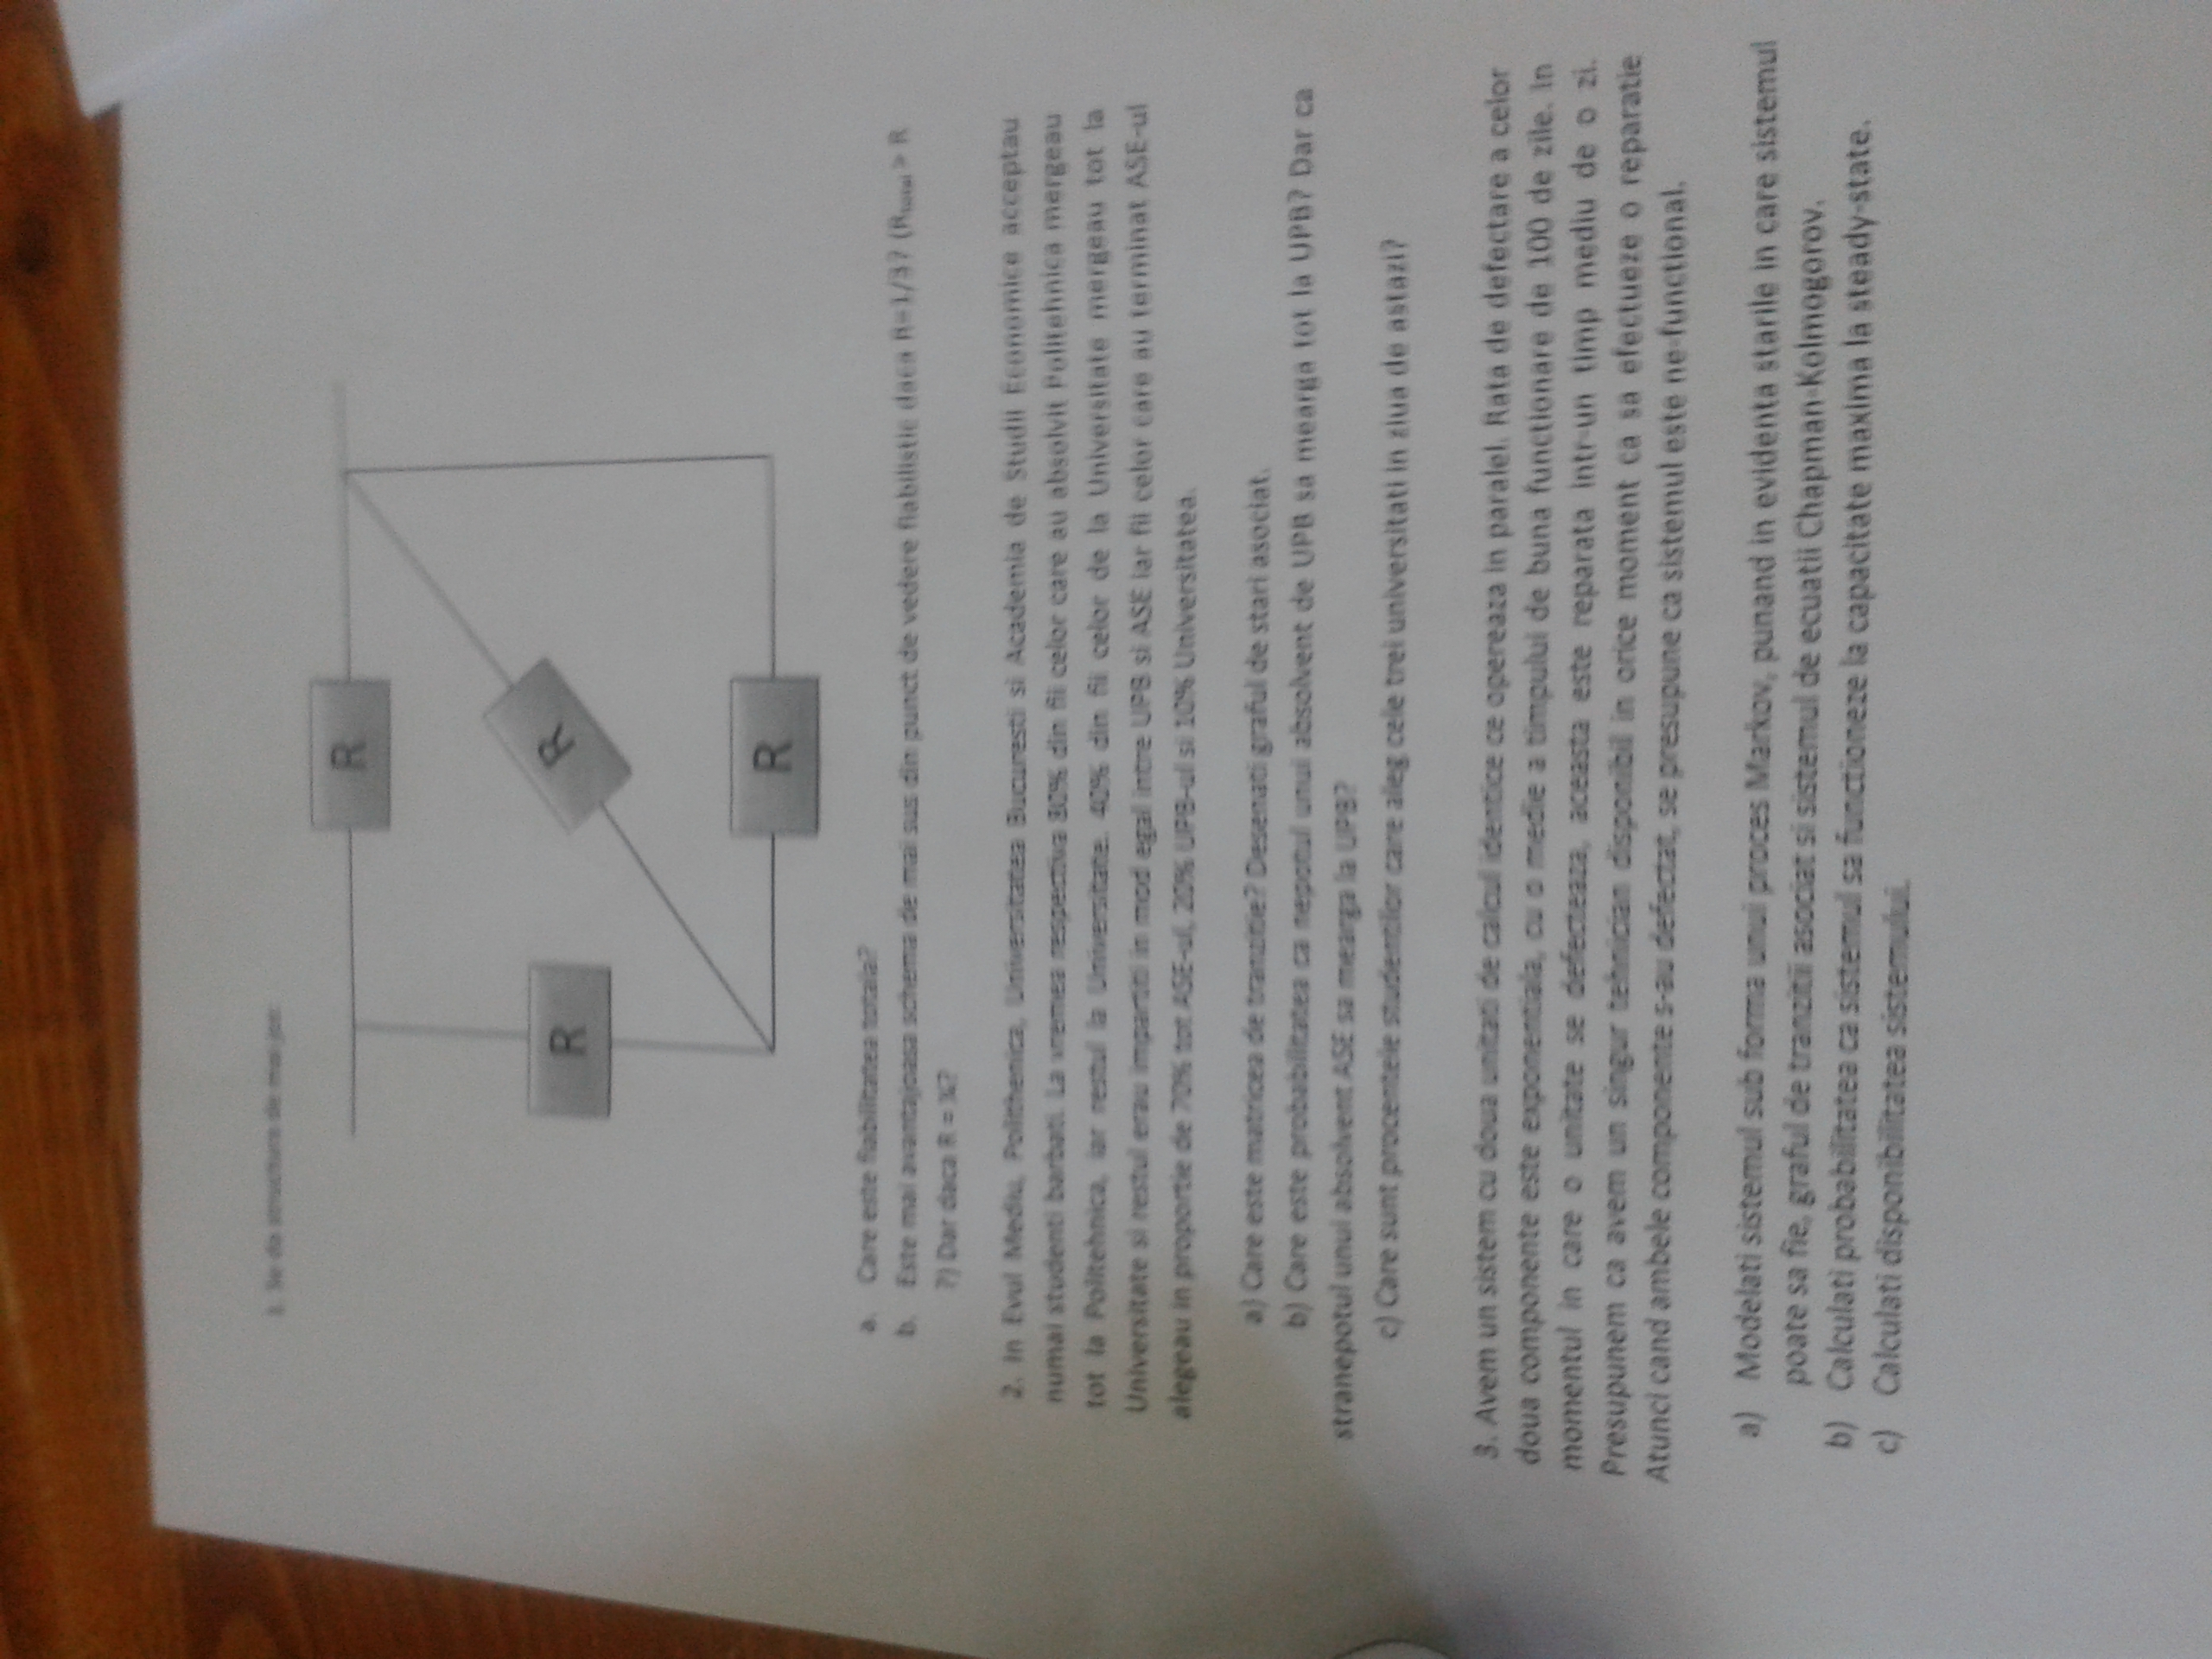 1. Se da structura de mai jos:
R
R
R
R
a. Care este fiabilitatea totala?
b. Este mai avantajoasa schema de mai sus din punct de vedere fiabilistic daca R=1/3? (Rtotal > R
?) Dar daca R =
2. In Evul Mediu, Polithenica, Universitatea Bucuresti si Academia de Studii Economice acceptau
numai studenti barbati. La vremea respectiva 80% din fii celor care au absolvit Politehnica mergeau
tot la Politehnica, iar restul la Universitate. 40% din fii celor de la Universitate mergeau tot la
Universitate si restul erau impartiti in mod egal intre UPB si ASE iar fii celor care au terminat ASE-ul
alegeau in proportie de 70% tot ASE-ul, 20% UPB-ul si 10% Universitatea.
a) Care este matricea de tranzitie? Desenati graful de stari asociat.
b) Care este probabilitatea ca nepotul unui absolvent de UPB sa mearga tot la UPB? Dar ca
stranepotul unui absolvent ASE sa mearga la UPB?
c) Care sunt procentele studentilor care aleg cele trei universitati in ziua de astazi?
3. Avem un sistem cu doua unitati de calcul identice ce opereaza in paralel. Rata de defectare a celor
doua componente este exponentiala, cu o medie a timpului de buna functionare de 100 de zile. In
momentul in care o unitate se defecteaza, aceasta este reparata intr-un timp mediu de o zi.
Presupunem ca avem un singur tehnician disponibil in orice moment ca sa efectueze o reparatie
Atunci cand ambele componente s-au defectat, se presupune ca sistemul este ne-functional.
a) Modelati sistemul sub forma unui proces Markov, punand in evidenta starile in care sistemul
poate sa fie, graful de tranzitii asociat si sistemul de ecuatii Chapman-Kolmogorov.
b) Calculati probabilitatea ca sistemul sa functioneze la capacitate maxima la steady-state.
c) Calculati disponibilitatea sistemului.